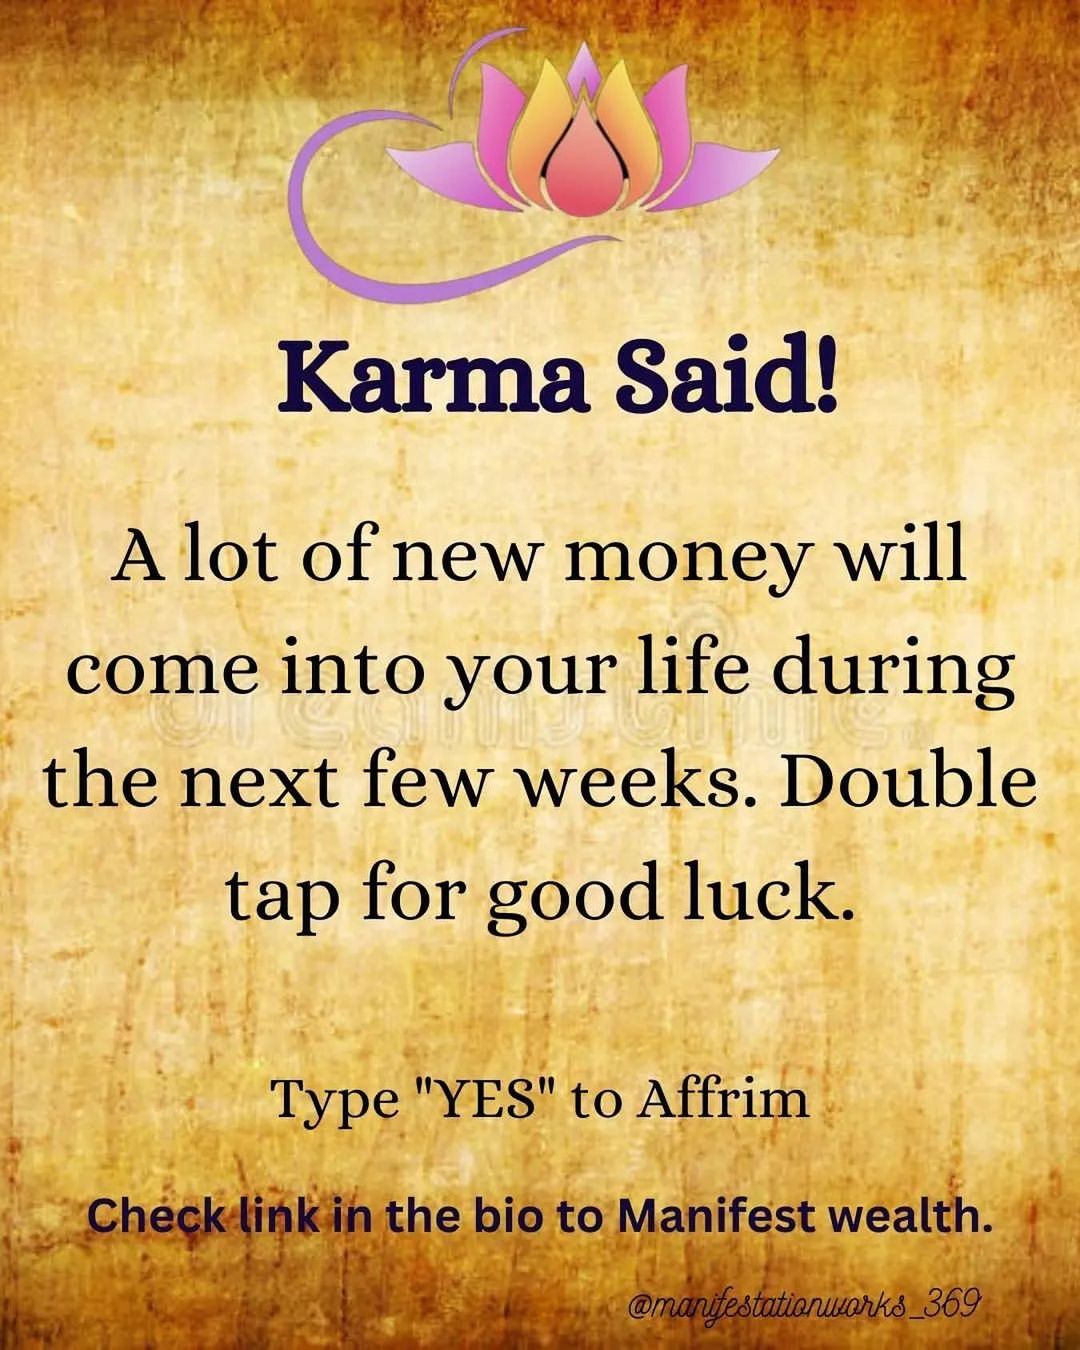 Karma Said!
A lot of new money will
come into your life during
the next few weeks. Double
tap for good luck.
dreamstime
Type "YES" to Affrim
Check link in the bio to Manifest wealth.
@manifestationworks_369